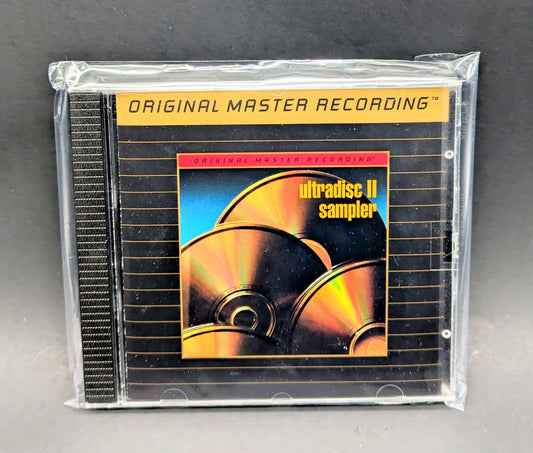 ORIGINAL MASTER RECORDING™
ORIGINAL MASTER RECORDING™
ultradisc II
sampler